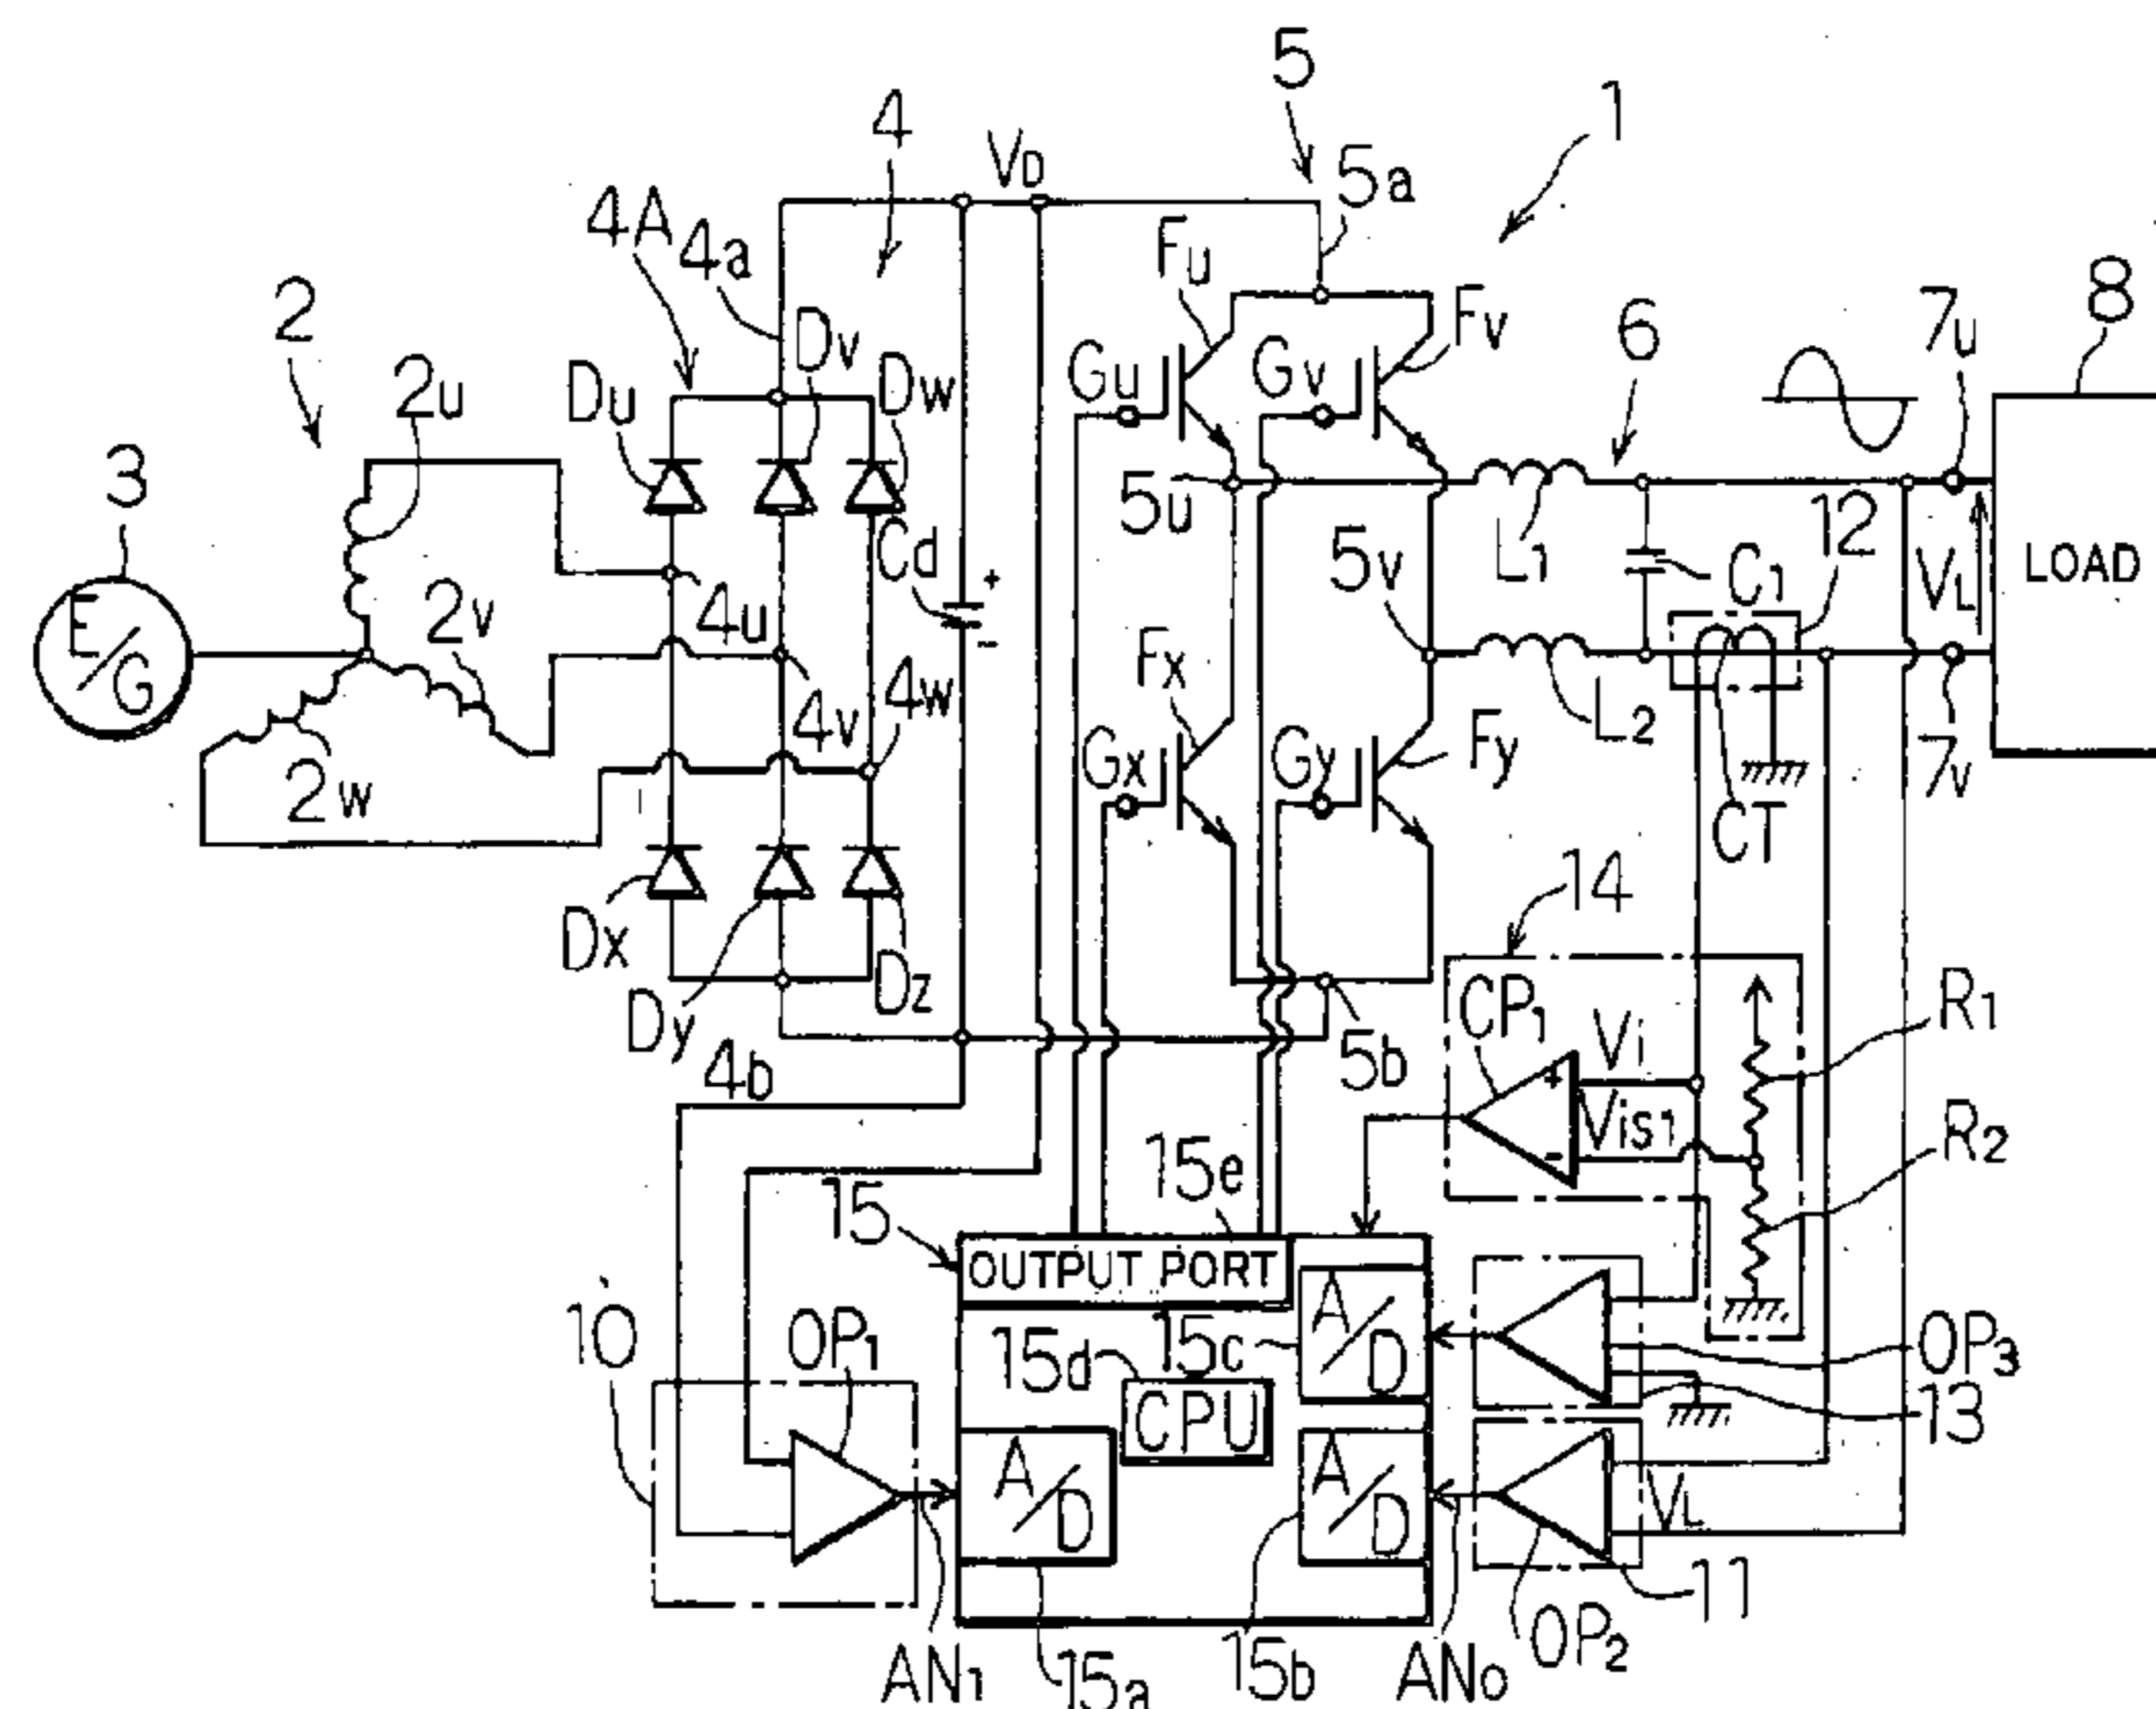 5
1
4
VD
5a
4A
4a
Fu
2
Dv
Fv
6
7u
8
Du
2u
Dw
Gu
Gv
3
E/G
Cd
+
-
5u
L1
12
LOAD
5v
C1
VL
4u
2v
4w
Fx
L2
4v
2w
Gx
Gy
Fy
7v
CT
14
Dx
Dz
Dy
CP1
R1
4b
5b
+
Vi
Vis1
-
R2
15e
15
OUTPUT PORT
A/D
10
OP1
15d
15c
OP3
13
CPU
A/D
A/D
VL
11
OP2
AN1
15a
15b
AN0